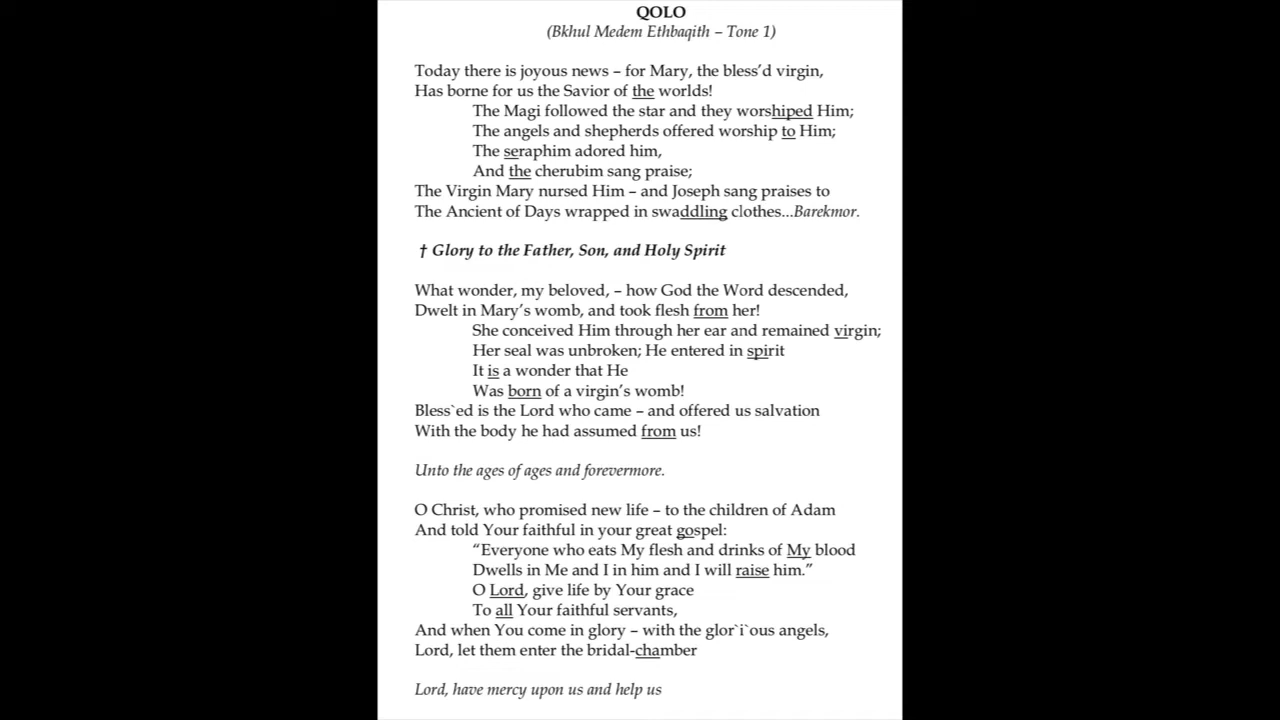 QOLO
(Bkhul Medem Ethbaqith – Tone 1)
Today there is joyous news – for Mary, the bless’d virgin,
Has borne for us the Savior of the worlds!
The Magi followed the star and they worshiped Him;
The angels and shepherds offered worship to Him;
The seraphim adored him,
And the cherubim sang praise;
The Virgin Mary nursed Him – and Joseph sang praises to
The Ancient of Days wrapped in swaddling clothes...Barekmor.
† Glory to the Father, Son, and Holy Spirit
What wonder, my beloved, – how God the Word descended,
Dwelt in Mary’s womb, and took flesh from her!
She conceived Him through her ear and remained virgin;
Her seal was unbroken; He entered in spirit
It is a wonder that He
Was born of a virgin’s womb!
Bless`ed is the Lord who came – and offered us salvation
With the body he had assumed from us!
Unto the ages of ages and forevermore.
O Christ, who promised new life – to the children of Adam
And told Your faithful in your great gospel:
“Everyone who eats My flesh and drinks of My blood
Dwells in Me and I in him and I will raise him.”
O Lord, give life by Your grace
To all Your faithful servants,
And when You come in glory – with the glor`i`ous angels,
Lord, let them enter the bridal-chamber
Lord, have mercy upon us and help us